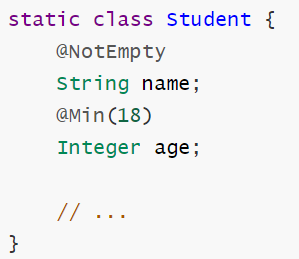 static class Student {
    @NotEmpty
    String name;
    @Min(18)
    Integer age;

    // ...
}